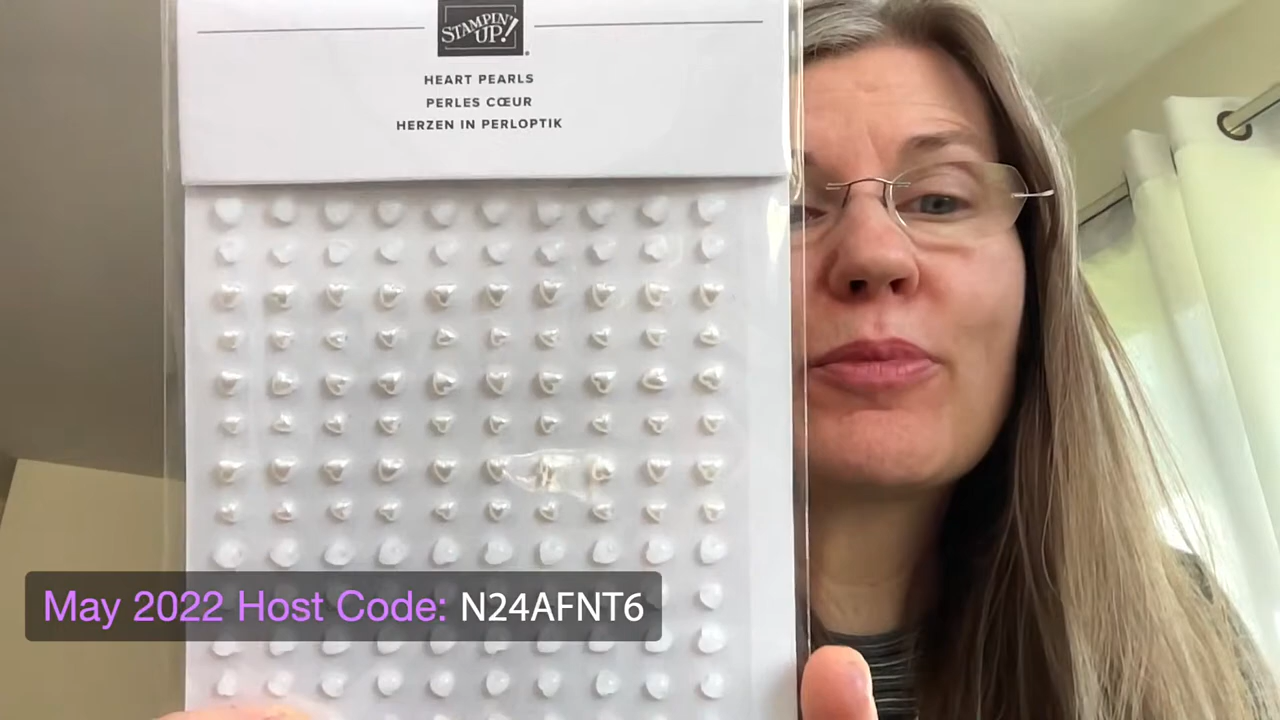 STAMPIN'
UP!
HEART PEARLS
PERLES CŒUR
HERZEN IN PERLOPTIK
May 2022 Host Code: N24AFNT6